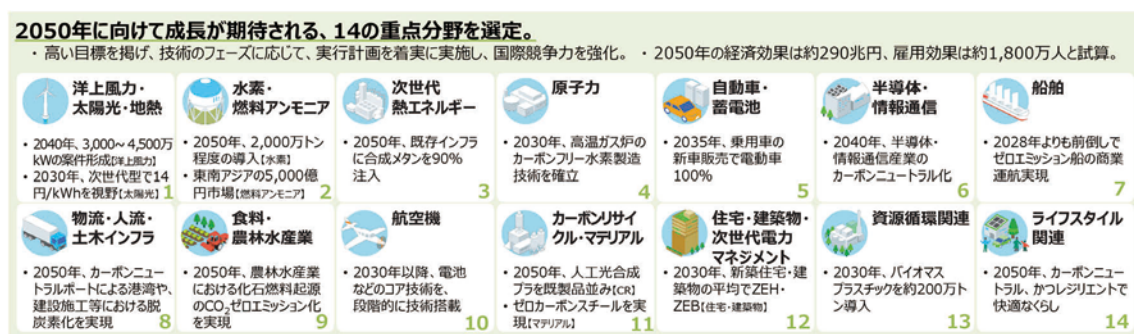 2050年に向けて成長が期待される、14の重点分野を選定。
・高い目標を掲げ、技術のフェーズに応じて、実行計画を着実に実施し、国際競争力を強化。 ・2050年の経済効果は約290兆円、雇用効果は約1,800万人と試算。
洋上風力・
太陽光・地熱
・2040年、3,000～4,500万
kWの案件形成【洋上風力】
・2030年、次世代型で14
円/kWhを視野【太陽光】
1
水素・
燃料アンモニア
・2050年、2,000万トン
程度の導入【水素】
・東南アジアの5,000億
円市場【燃料アンモニア】
2
次世代
熱エネルギー
・2050年、既存インフラ
に合成メタンを90%
注入
3
原子力
・2030年、高温ガス炉の
カーボンフリー水素製造
技術を確立
4
自動車・
蓄電池
・2035年、乗用車の
新車販売で電動車
100%
5
半導体・
情報通信
・2040年、半導体・
情報通信産業の
カーボンニュートラル化
6
船舶
・2028年よりも前倒しで
ゼロエミッション船の商業
運航実現
7
物流・人流・
土木インフラ
・2050年、カーボンニュー
トラルポートによる港湾や、
建設施工等における脱
炭素化を実現
8
食料・
農林水産業
・2050年、農林水産業
における化石燃料起源
のCO₂ゼロエミッション化
を実現
9
航空機
・2030年以降、電池
などのコア技術を、
段階的に技術搭載
10
カーボンリサイ
クル・マテリアル
・2050年、人工光合成
プラを既製品並み【CR】
・ゼロカーボンスチールを実
現【マテリアル】
11
住宅・建築物・
次世代電力
マネジメント
・2030年、新築住宅・建
築物の平均でZEH・
ZEB【住宅・建築物】
12
資源循環関連
・2030年、バイオマス
プラスチックを約200万ト
ン導入
13
ライフスタイル
関連
・2050年、カーボンニュー
トラル、かつレジリエントで
快適なくらし
14